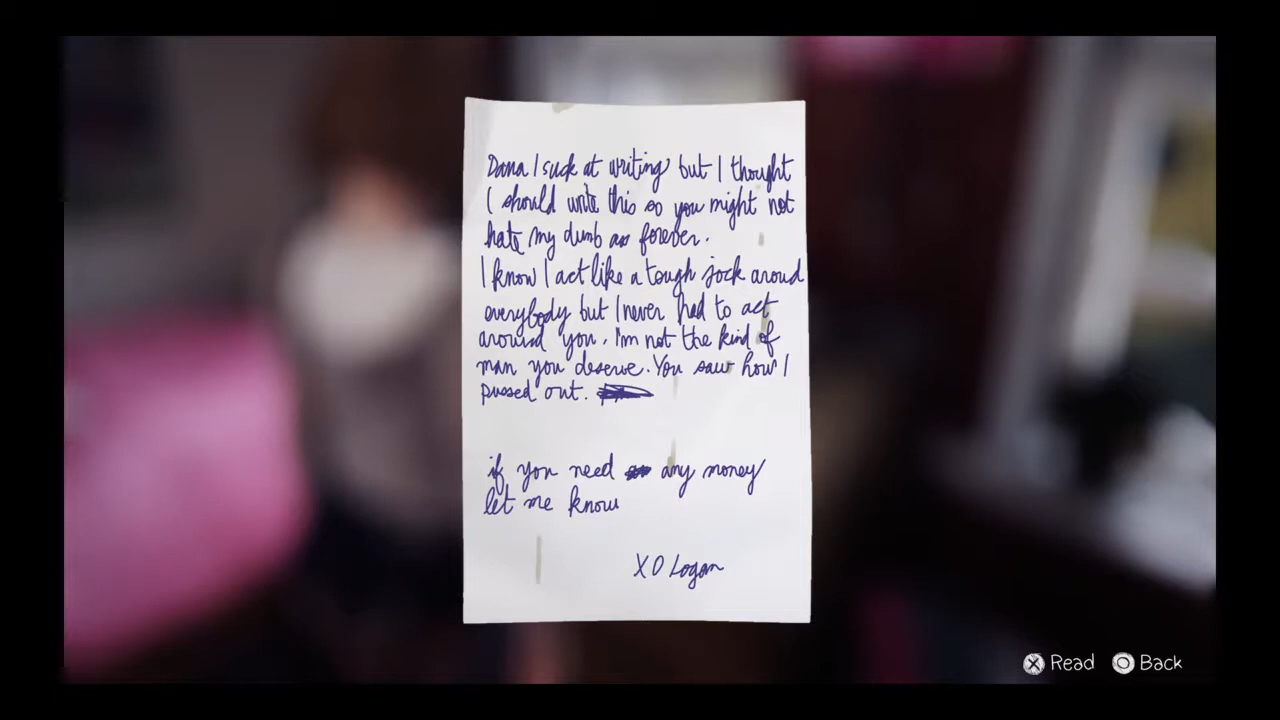 Dana I suck at writing but I thought
I should write this so you might not
hate my dumb ass forever.
I know I act like a tough jock aroud
everybody but I never had to act
around you. I'm not the kind of
man you deserve. You saw how I
pussed out.
if you need any money
let me know
XO Logan
Read Back